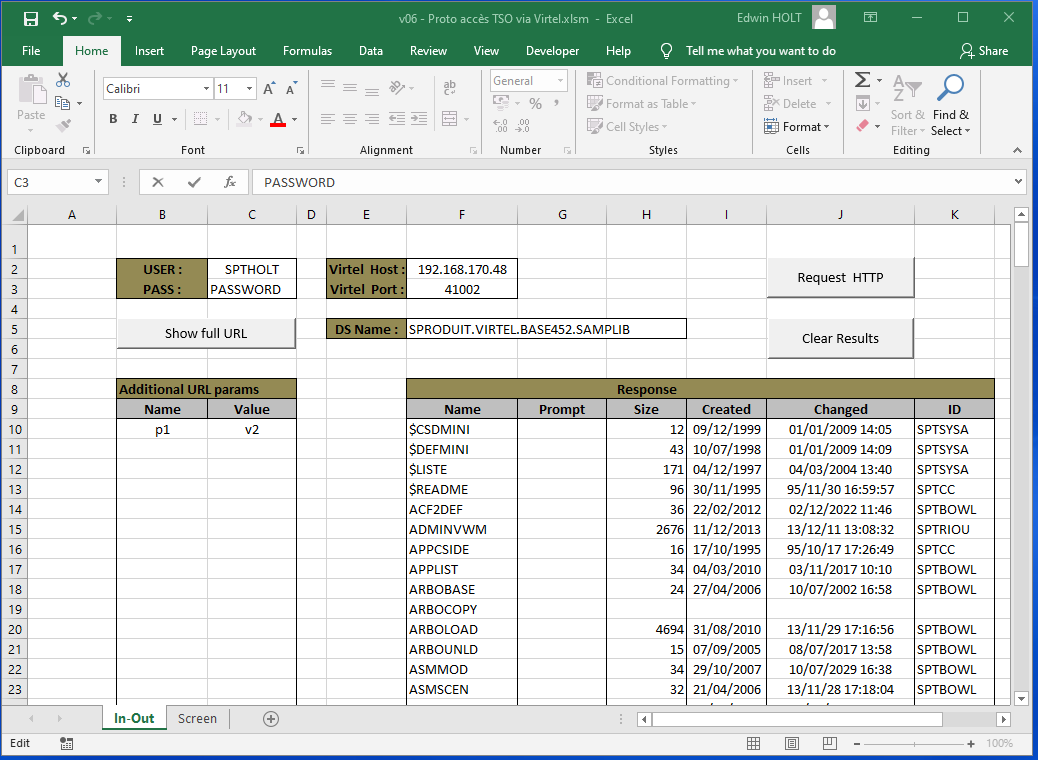 v06 - Proto accès TSO via Virtel.xlsm - Excel Edwin HOLT
File Home Insert Page Layout Formulas Data Review View Developer Help Tell me what you want to do Share
Paste Calibri 11 A A ab General Conditional Formatting Insert Σ A Z
B I U A % , Format as Table Delete Sort & Find &
Cell Styles Format Filter Select
Clipboard Font Alignment Number Styles Cells Editing
C3 fx PASSWORD
A B C D E F G H I J K
1
2 USER : SPTHOLT Virtel Host : 192.168.170.48 Request HTTP
3 PASS : PASSWORD Virtel Port : 41002
4
5 Show full URL DS Name : SPRODUIT.VIRTEL.BASE452.SAMPLIB Clear Results
6
7
8 Additional URL params Response
9 Name Value Name Prompt Size Created Changed ID
10 p1 v2 $CSDMINI 12 09/12/1999 01/01/2009 14:05 SPTSYSA
11 $DEFMINI 43 10/07/1998 01/01/2009 14:09 SPTSYSA
12 $LISTE 171 04/12/1997 04/03/2004 13:40 SPTSYSA
13 $README 96 30/11/1995 95/11/30 16:59:57 SPTCC
14 ACF2DEF 36 22/02/2012 02/12/2022 11:46 SPTBOWL
15 ADMINVWM 2676 11/12/2013 13/12/11 13:08:32 SPTRIOU
16 APPCSIDE 16 17/10/1995 95/10/17 17:26:49 SPTCC
17 APPLIST 34 04/03/2010 03/11/2017 10:10 SPTBOWL
18 ARBOBASE 24 27/04/2006 10/07/2002 16:58 SPTBOWL
19 ARBOCOPY
20 ARBOLOAD 4694 31/08/2010 13/11/29 17:16:56 SPTBOWL
21 ARBOUNLD 15 07/09/2005 08/07/2017 13:58 SPTBOWL
22 ASMMOD 34 29/10/2007 10/07/2029 16:38 SPTBOWL
23 ASMSCEN 32 21/04/2006 13/11/28 17:18:04 SPTBOWL
In-Out Screen
Edit 100%